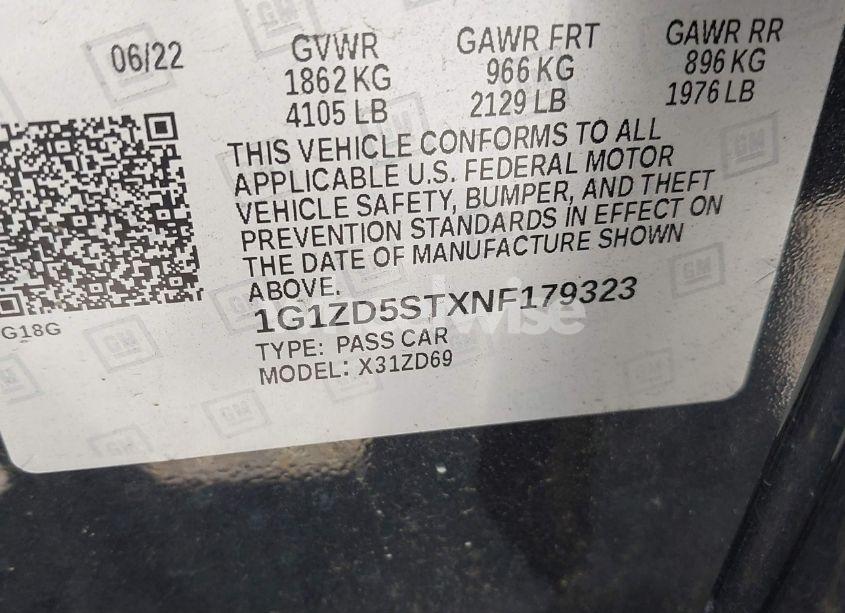 06/22 GVWR GAWR FRT GAWR RR
1862 KG 966 KG 896 KG
4105 LB 2129 LB 1976 LB
THIS VEHICLE CONFORMS TO ALL
APPLICABLE U.S. FEDERAL MOTOR
VEHICLE SAFETY, BUMPER, AND THEFT
PREVENTION STANDARDS IN EFFECT ON
THE DATE OF MANUFACTURE SHOWN
ABOVE.
1G1ZD5STXNF179323
TYPE: PASS CAR
MODEL: X31ZD69
G18G
GM